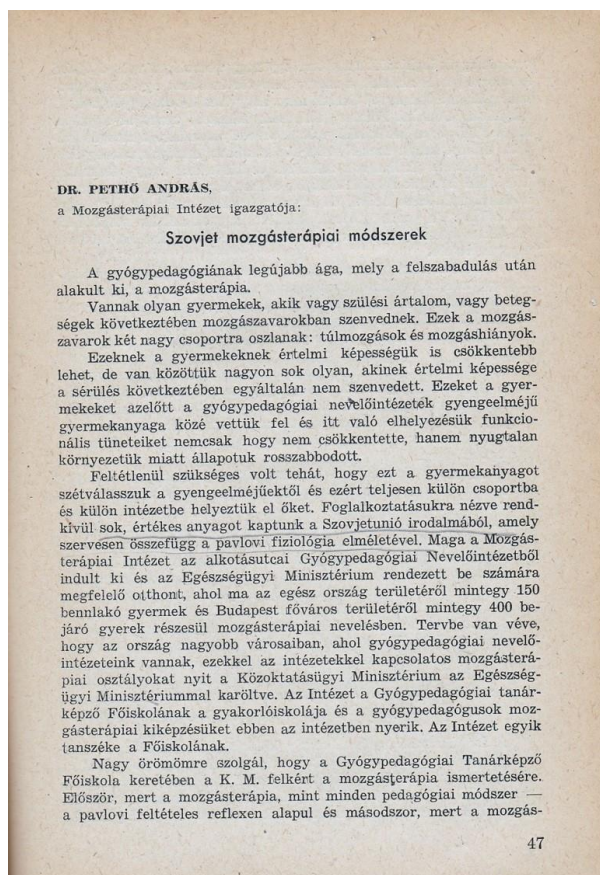 DR. PETHŐ ANDRÁS,
a Mozgásterápiai Intézet igazgatója:
Szovjet mozgásterápiai módszerek
A gyógypedagógiának legújabb ága, mely a felszabadulás után
alakult ki, a mozgásterápia.
Vannak olyan gyermekek, akik vagy szülési ártalom, vagy beteg-
ségek következtében mozgászavarokban szenvednek. Ezek a mozgás-
zavarok két nagy csoportra oszlanak: túlmozgások és mozgáshiányok.
Ezeknek a gyermekeknek értelmi képességük is csökkentebb
lehet, de van közöttük nagyon sok olyan, akinek értelmi képessége
a sérülés következtében egyáltalán nem szenvedett. Ezeket a gyer-
mekeket azelőtt a gyógypedagógiai nevelőintézetek gyengeelméjű
gyermekanyaga közé vettük fel és itt való elhelyezésük funkcio-
nális tüneteiket nemcsak hogy nem csökkentette, hanem nyugtalan
környezetük miatt állapotuk rosszabbodott.
Feltétlenül szükséges volt tehát, hogy ezt a gyermekanyagot
szétválasszuk a gyengeelméjűektől és ezért teljesen külön csoportba
és külön intézetbe helyeztük el őket. Foglalkoztatásukra nézve rend-
kívül sok, értékes anyagot kaptunk a Szovjetunió irodalmából, amely
szervesen összefügg a pavlovi fiziológia elméletével. Maga a Mozgás-
terápiai Intézet az alkotásutcai Gyógypedagógiai Nevelőintézetből
indult ki és az Egészségügyi Minisztérium rendezett be számára
megfelelő otthont, ahol ma az egész ország területéről mintegy 150
bennlakó gyermek és Budapest főváros területéről mintegy 400 be-
járó gyerek részesül mozgásterápiai nevelésben. Tervbe van véve,
hogy az ország nagyobb városaiban, ahol gyógypedagógiai nevelő-
intézeteink vannak, ezekkel az intézetekkel kapcsolatos mozgásterá-
piai osztályokat nyit a Közoktatásügyi Minisztérium az Egészség-
ügyi Minisztériummal karöltve. Az Intézet a Gyógypedagógiai tanár-
képző Főiskolának a gyakorlóiskolája és a gyógypedagógusok moz-
gásterápiai kiképzésüket ebben az intézetben nyerik. Az Intézet egyik
tanszéke a Főiskolának.
Nagy örömömre szolgál, hogy a Gyógypedagógiai Tanárképző
Főiskola keretében a K. M. felkért a mozgásterápia ismertetésére.
Először, mert a mozgásterápia, mint minden pedagógiai módszer —
a pavlovi feltételes reflexen alapul és másodszor, mert a mozgás-
47